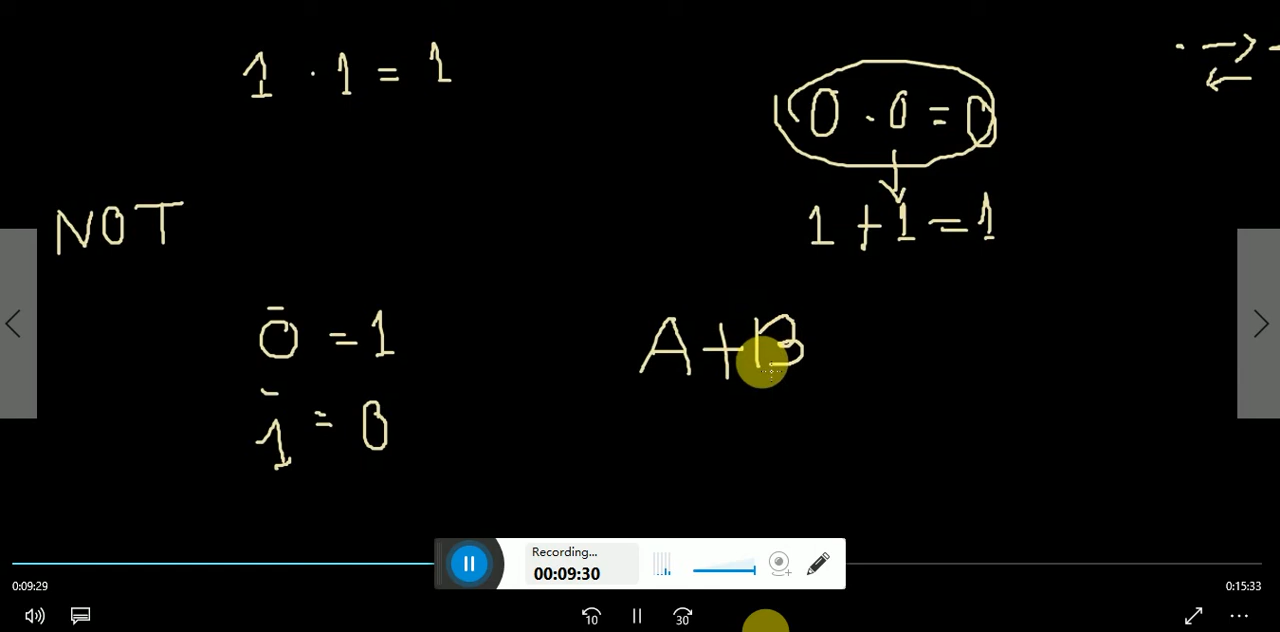 1 · 1 = 1
0 · 0 = 0
1 + 1 = 1
NOT
0̄ = 1
A+B
1̄ = 0
Recording...
00:09:30
0:09:29
0:15:33
10
30